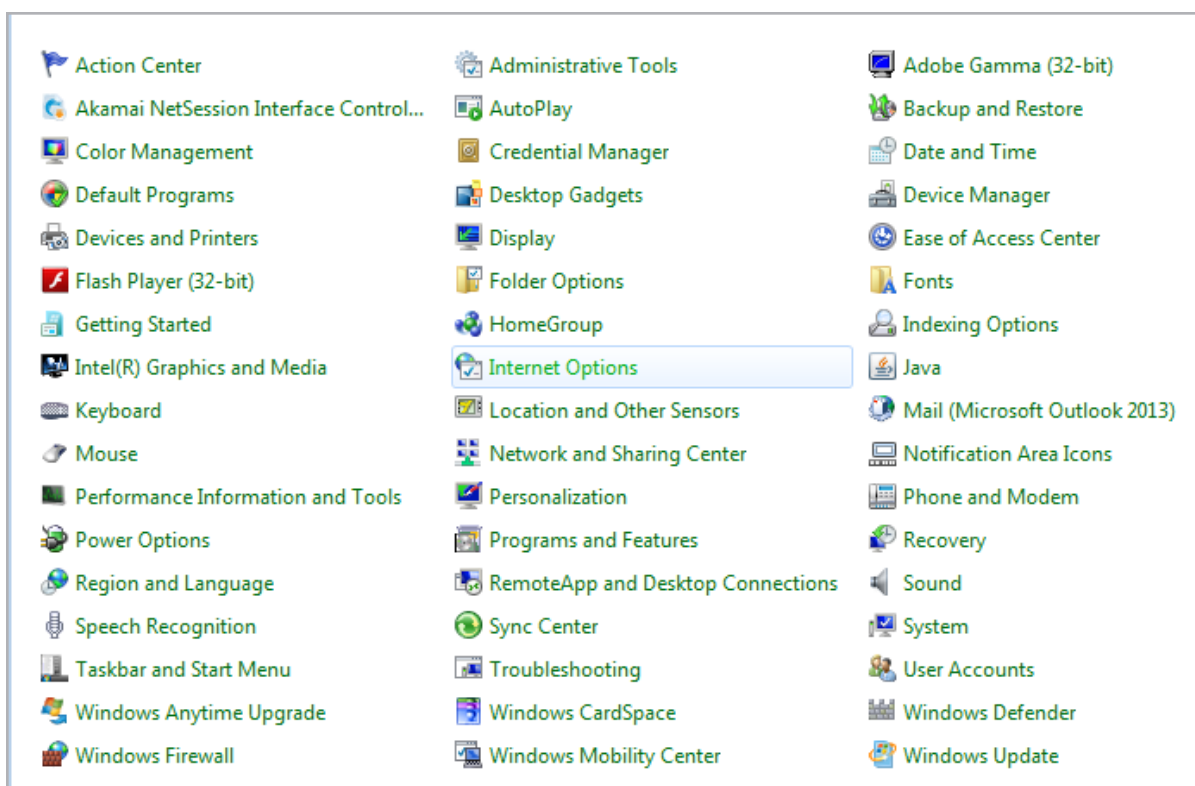 Action Center
Administrative Tools
Adobe Gamma (32-bit)
Akamai NetSession Interface Control...
AutoPlay
Backup and Restore
Color Management
Credential Manager
Date and Time
Default Programs
Desktop Gadgets
Device Manager
Devices and Printers
Display
Ease of Access Center
Flash Player (32-bit)
Folder Options
Fonts
Getting Started
HomeGroup
Indexing Options
Intel(R) Graphics and Media
Internet Options
Java
Keyboard
Location and Other Sensors
Mail (Microsoft Outlook 2013)
Mouse
Network and Sharing Center
Notification Area Icons
Performance Information and Tools
Personalization
Phone and Modem
Power Options
Programs and Features
Recovery
Region and Language
RemoteApp and Desktop Connections
Sound
Speech Recognition
Sync Center
System
Taskbar and Start Menu
Troubleshooting
User Accounts
Windows Anytime Upgrade
Windows CardSpace
Windows Defender
Windows Firewall
Windows Mobility Center
Windows Update